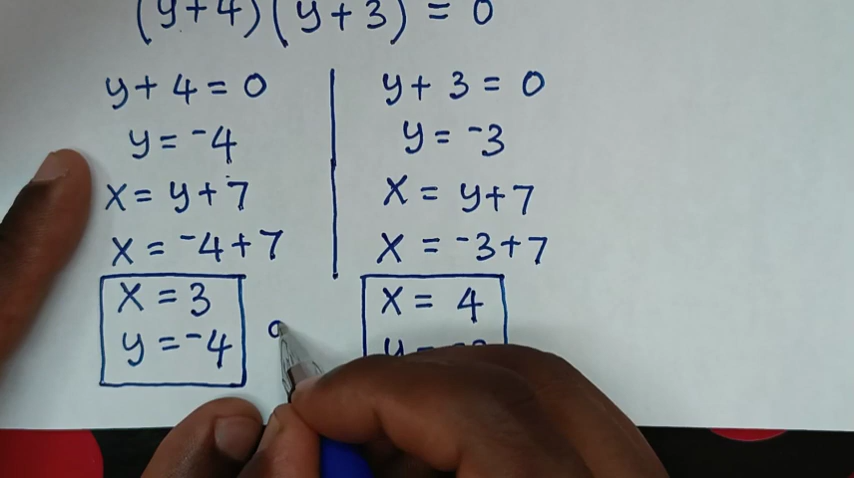 (y+4)(y+3) = 0
y+4=0
y=-4
x=y+7
x=-4+7
x=3
y=-4
y+3=0
y=-3
x=y+7
x=-3+7
x=4